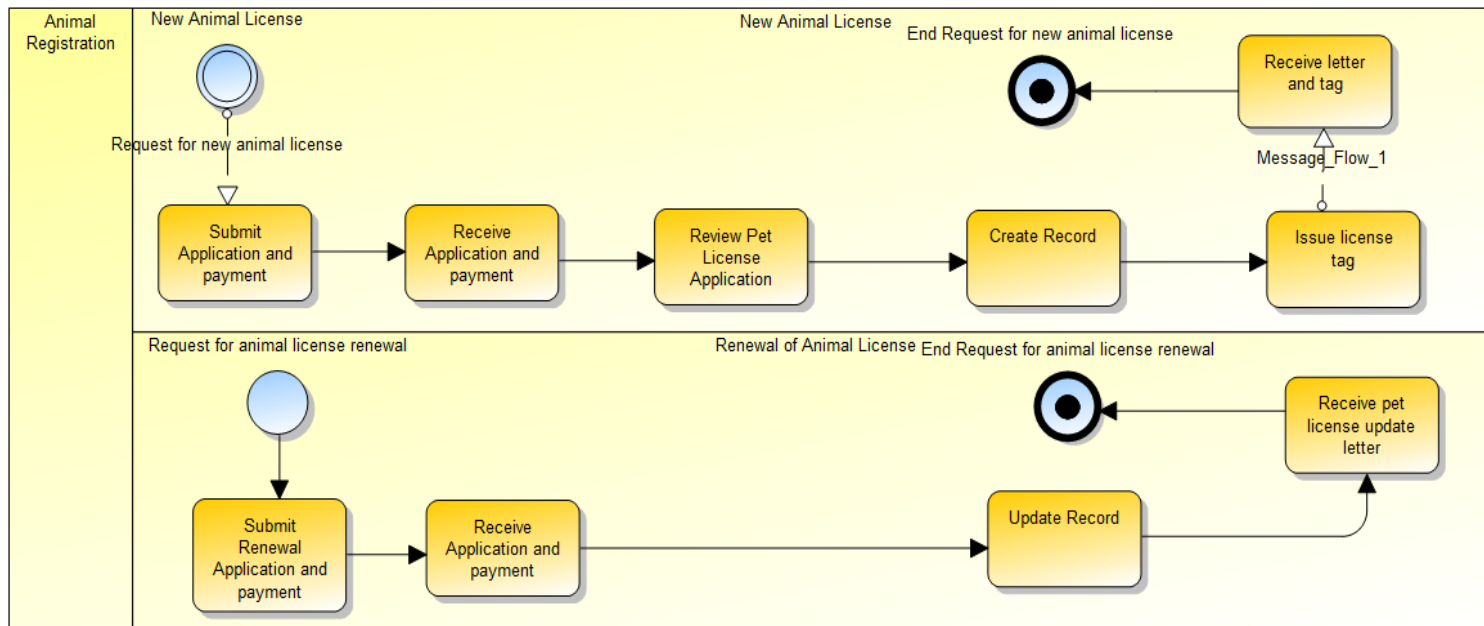 Animal
Registration
New Animal License
New Animal License
End Request for new animal license
Receive letter
and tag
Request for new animal license
Message_Flow_1
Submit
Application and
payment
Receive
Application and
payment
Review Pet
License
Application
Create Record
Issue license
tag
Request for animal license renewal
Renewal of Animal License
End Request for animal license renewal
Receive pet
license update
letter
Submit
Renewal
Application and
payment
Receive
Application and
payment
Update Record